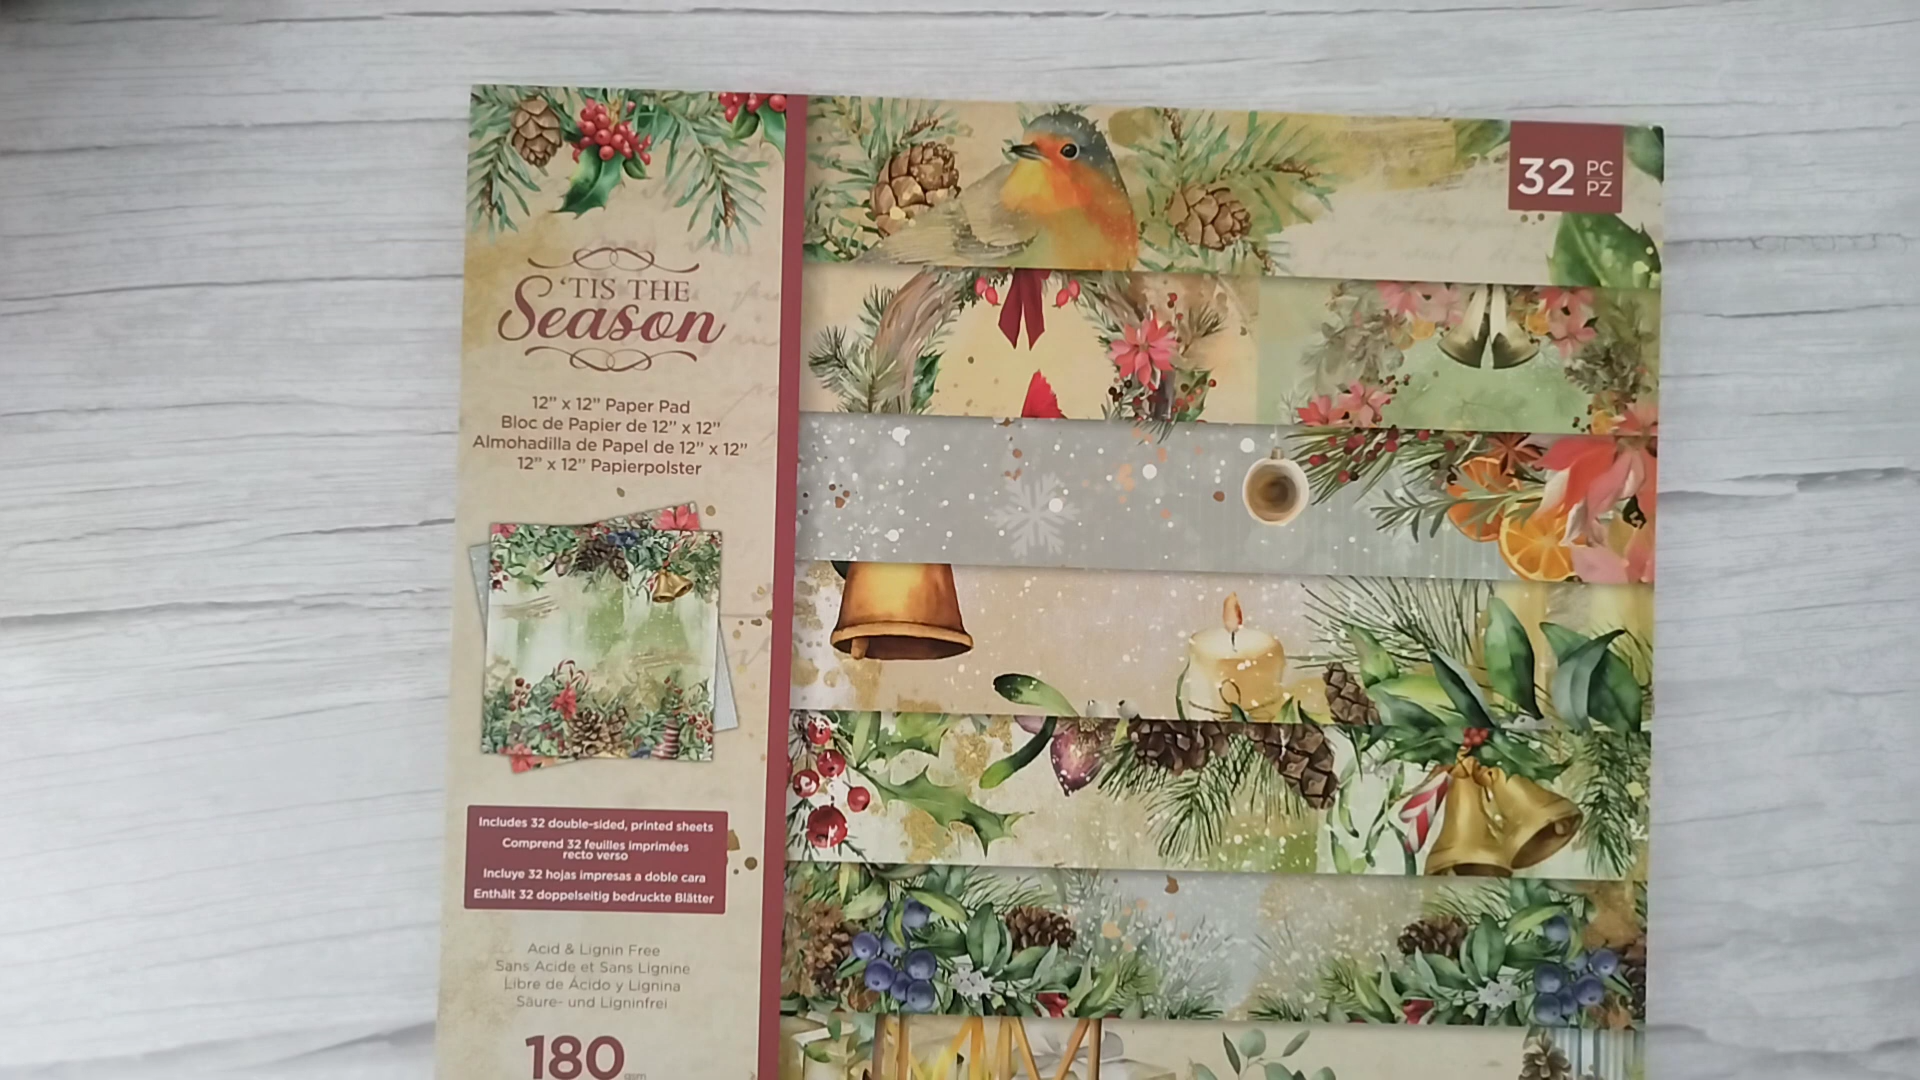 'TIS THE
Season
12" x 12" Paper Pad
Bloc de Papier de 12" x 12"
Almohadilla de Papel de 12" x 12"
12" x 12" Papierpolster
Includes 32 double-sided, printed sheets
Comprend 32 feuilles imprimées
recto verso
Incluye 32 hojas impresas a doble cara
Enthält 32 doppelseitig bedruckte Blätter
Acid & Lignin Free
Sans Acide et Sans Lignine
Libre de Ácido y Lignina
Säure- und Ligninfrei
180
gsm
32 PC
PZ